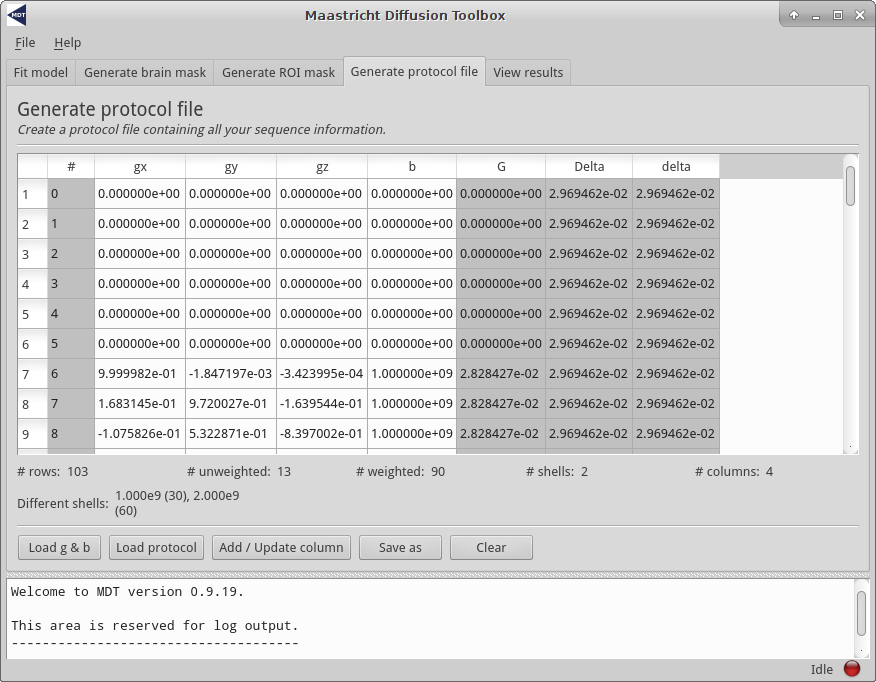 MDT Maastricht Diffusion Toolbox
File Help
Fit model Generate brain mask Generate ROI mask Generate protocol file View results
Generate protocol file
Create a protocol file containing all your sequence information.
# gx gy gz b G Delta delta
1 0 0.000000e+00 0.000000e+00 0.000000e+00 0.000000e+00 0.000000e+00 2.969462e-02 2.969462e-02
2 1 0.000000e+00 0.000000e+00 0.000000e+00 0.000000e+00 0.000000e+00 2.969462e-02 2.969462e-02
3 2 0.000000e+00 0.000000e+00 0.000000e+00 0.000000e+00 0.000000e+00 2.969462e-02 2.969462e-02
4 3 0.000000e+00 0.000000e+00 0.000000e+00 0.000000e+00 0.000000e+00 2.969462e-02 2.969462e-02
5 4 0.000000e+00 0.000000e+00 0.000000e+00 0.000000e+00 0.000000e+00 2.969462e-02 2.969462e-02
6 5 0.000000e+00 0.000000e+00 0.000000e+00 0.000000e+00 0.000000e+00 2.969462e-02 2.969462e-02
7 6 9.999982e-01 -1.847197e-03 -3.423995e-04 1.000000e+09 2.828427e-02 2.969462e-02 2.969462e-02
8 7 1.683145e-01 9.720027e-01 -1.639544e-01 1.000000e+09 2.828427e-02 2.969462e-02 2.969462e-02
9 8 -1.075826e-01 5.322871e-01 -8.397002e-01 1.000000e+09 2.828427e-02 2.969462e-02 2.969462e-02
# rows: 103 # unweighted: 13 # weighted: 90 # shells: 2 # columns: 4
Different shells: 1.000e9 (30), 2.000e9
(60)
Load g & b Load protocol Add / Update column Save as Clear
Welcome to MDT version 0.9.19.
This area is reserved for log output.
------------------------------------
Idle